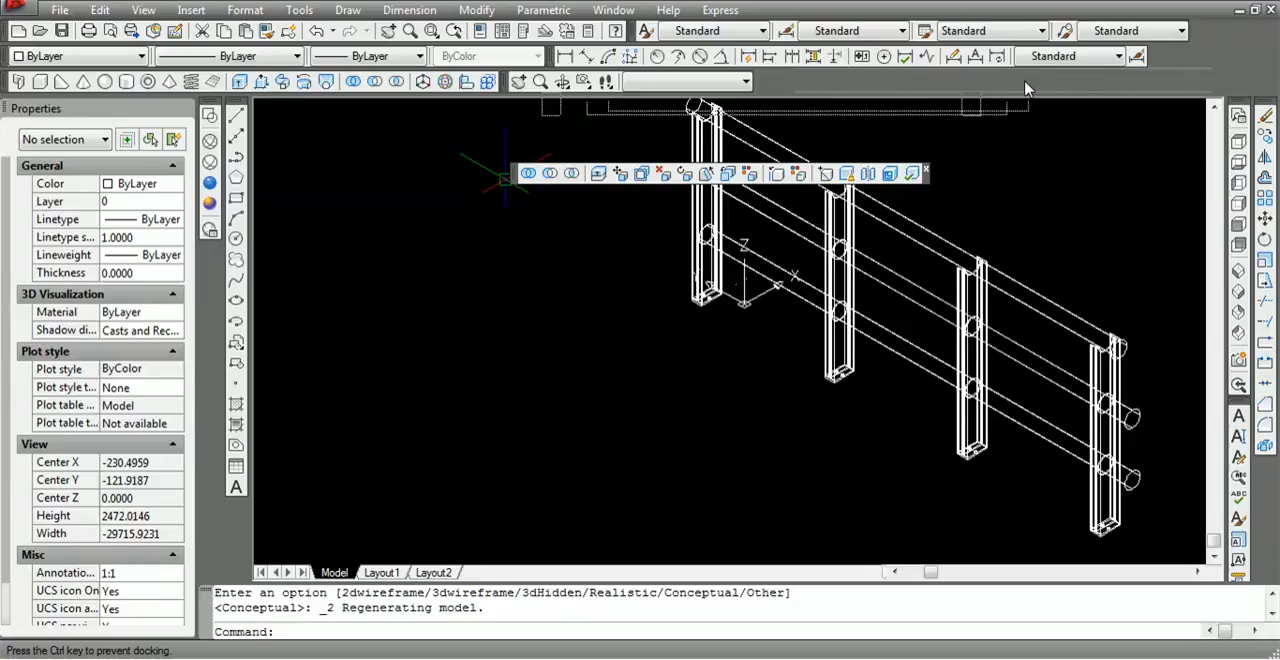 File Edit View Insert Format Tools Draw Dimension Modify Parametric Window Help Express
Standard Standard Standard Standard
ByLayer ByLayer ByLayer ByColor Standard
Properties
No selection
General
Color ByLayer
Layer 0
Linetype ByLayer
Linetype s... 1.0000
Lineweight ByLayer
Thickness 0.0000
3D Visualization
Material ByLayer
Shadow di... Casts and Rec...
Plot style
Plot style ByColor
Plot style t... None
Plot table ... Model
Plot table t... Not available
View
Center X -230.4959
Center Y -121.9187
Center Z 0.0000
Height 2472.0146
Width -29715.9231
Misc
Annotatio... 1:1
UCS icon On Yes
UCS icon a... Yes
Z
X
A
A
ABC
Model Layout1 Layout2
Enter an option [2dwireframe/3dwireframe/3dHidden/Realistic/Conceptual/Other]
<Conceptual>: _2 Regenerating model.
Command:
Press the Ctrl key to prevent docking.